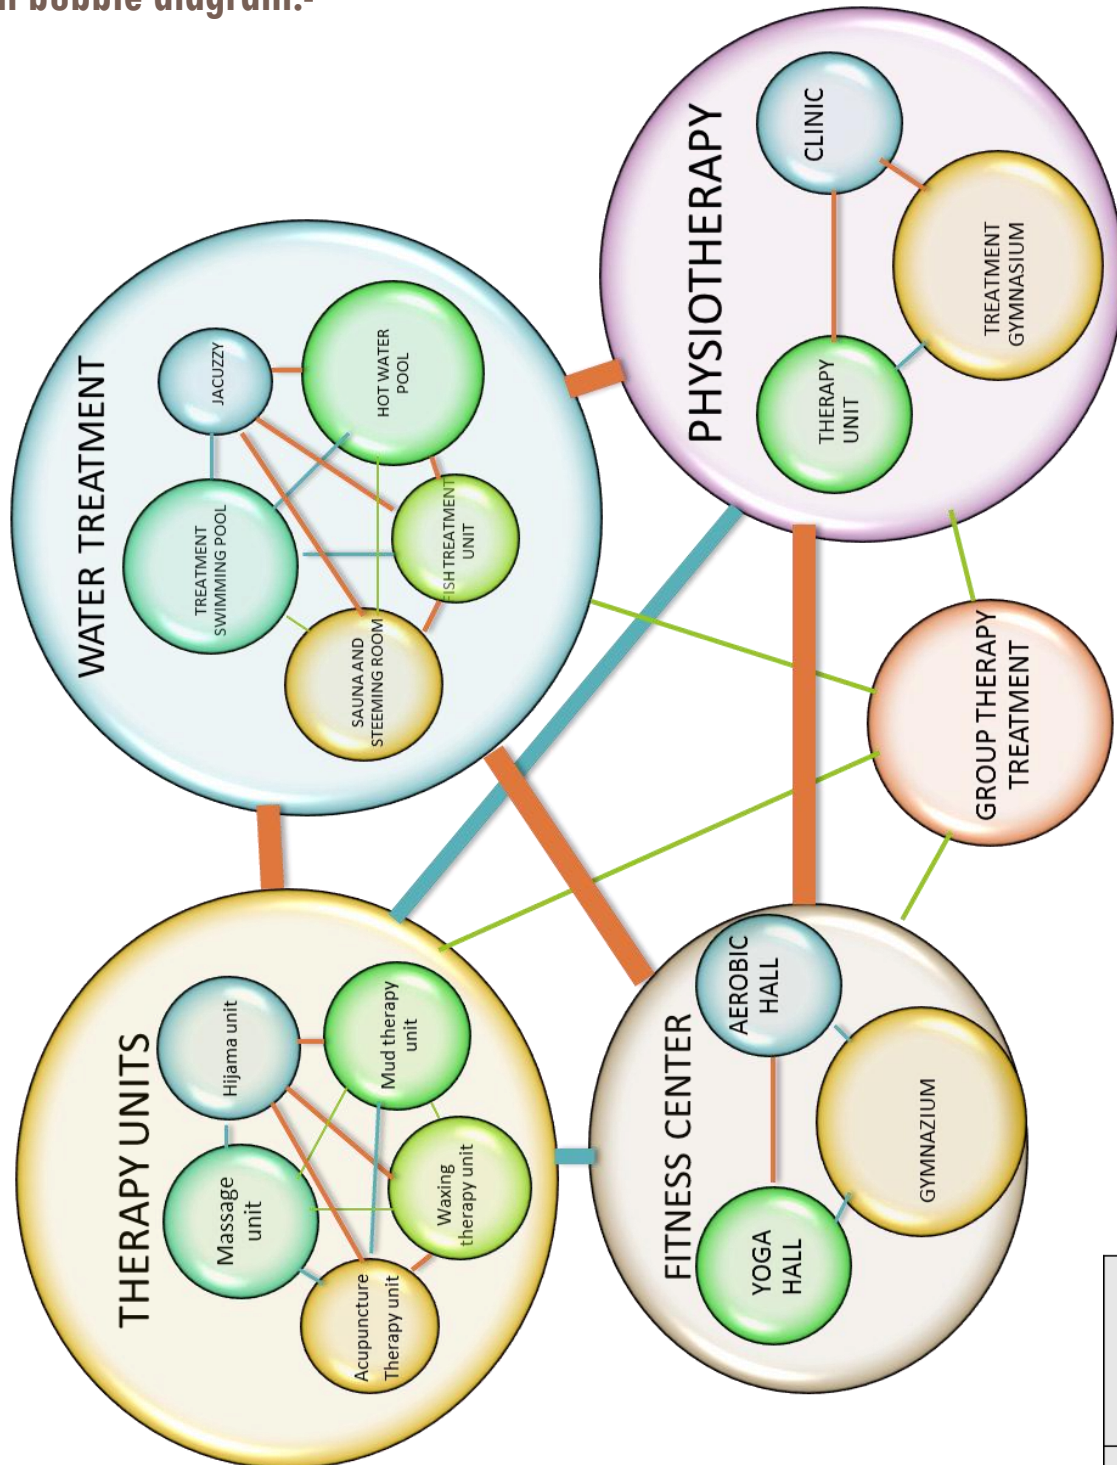 bubble diagram:-
PHYSIOTHERAPY
CLINIC
TREATMENT
GYMNASIUM
THERAPY
UNIT
WATER TREATMENT
JACUZZY
HOT WATER
POOL
TREATMENT
SWIMMING POOL
FISH TREATMENT
UNIT
SAUNA AND
STEEMING ROOM
GROUP THERAPY
TREATMENT
THERAPY UNITS
Hijama unit
Mud therapy
unit
Massage
unit
Waxing
therapy unit
Acupuncture
Therapy unit
FITNESS CENTER
AEROBIC
HALL
GYMNAZIUM
YOGA
HALL